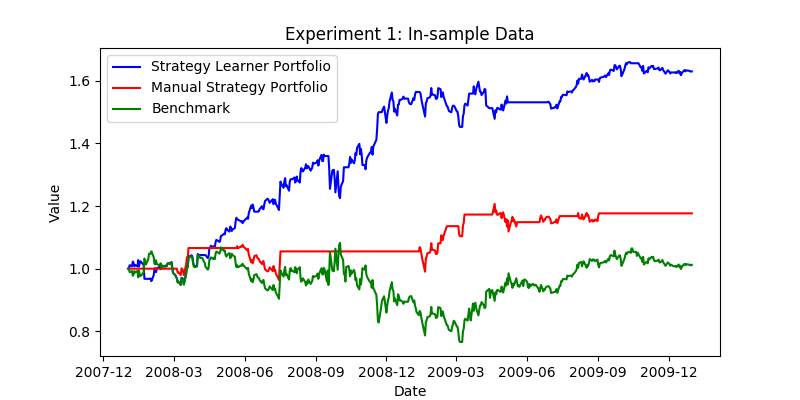 Experiment 1: In-sample Data
Strategy Learner Portfolio
Manual Strategy Portfolio
Benchmark
Value
1.6
1.4
1.2
1.0
0.8
2007-12 2008-03 2008-06 2008-09 2008-12 2009-03 2009-06 2009-09 2009-12
Date